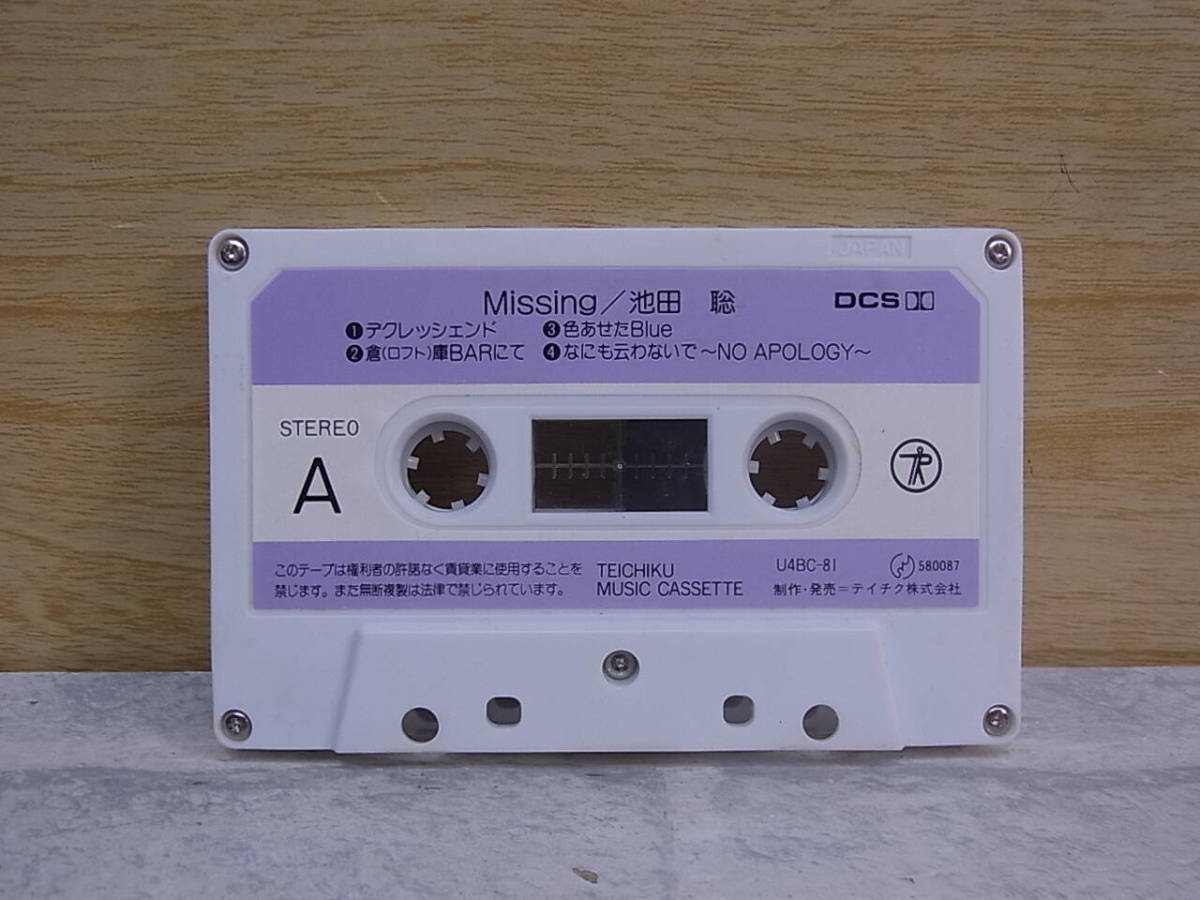 JAPAN
Missing／池田 聡
DCS
❶デクレッシェンド ❸色あせたBlue
❷倉(ロフト)庫BARにて ❹なにも云わないで〜NO APOLOGY〜
STEREO
A
このテープは権利者の許諾なく賃貸業に使用することを
禁じます。また無断複製は法律で禁じられています。
TEICHIKU
MUSIC CASSETTE
U4BC-81
580087
制作・発売＝テイチク株式会社